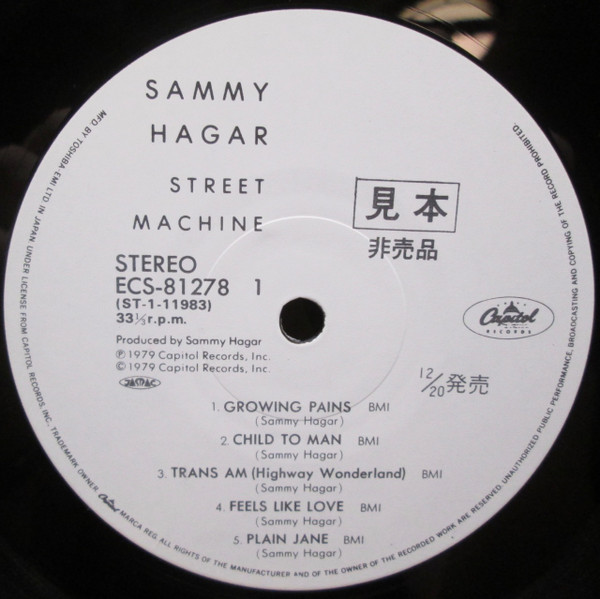 SAMMY
HAGAR
STREET
MACHINE
見本
非売品
STEREO
ECS-81278 1
(ST-1-11983)
33⅓r.p.m.
Produced by Sammy Hagar
Ⓟ1979 Capitol Records, Inc.
©1979 Capitol Records, Inc.
JASRAC
Capitol
RECORDS
12/20発売
1. GROWING PAINS BMI
(Sammy Hagar)
2. CHILD TO MAN BMI
(Sammy Hagar)
3. TRANS AM (Highway Wonderland) BMI
(Sammy Hagar)
4. FEELS LIKE LOVE BMI
(Sammy Hagar)
5. PLAIN JANE BMI
(Sammy Hagar)
MFD. BY TOSHIBA-EMI LTD IN JAPAN UNDER LICENSE FROM CAPITOL RECORDS, INC., TRADEMARK OWNER. Capitol MARCA REG. ALL RIGHTS OF THE MANUFACTURER AND OF THE OWNER OF THE RECORDED WORK ARE RESERVED. UNAUTHORIZED PUBLIC PERFORMANCE, BROADCASTING AND COPYING OF THE RECORD PROHIBITED.